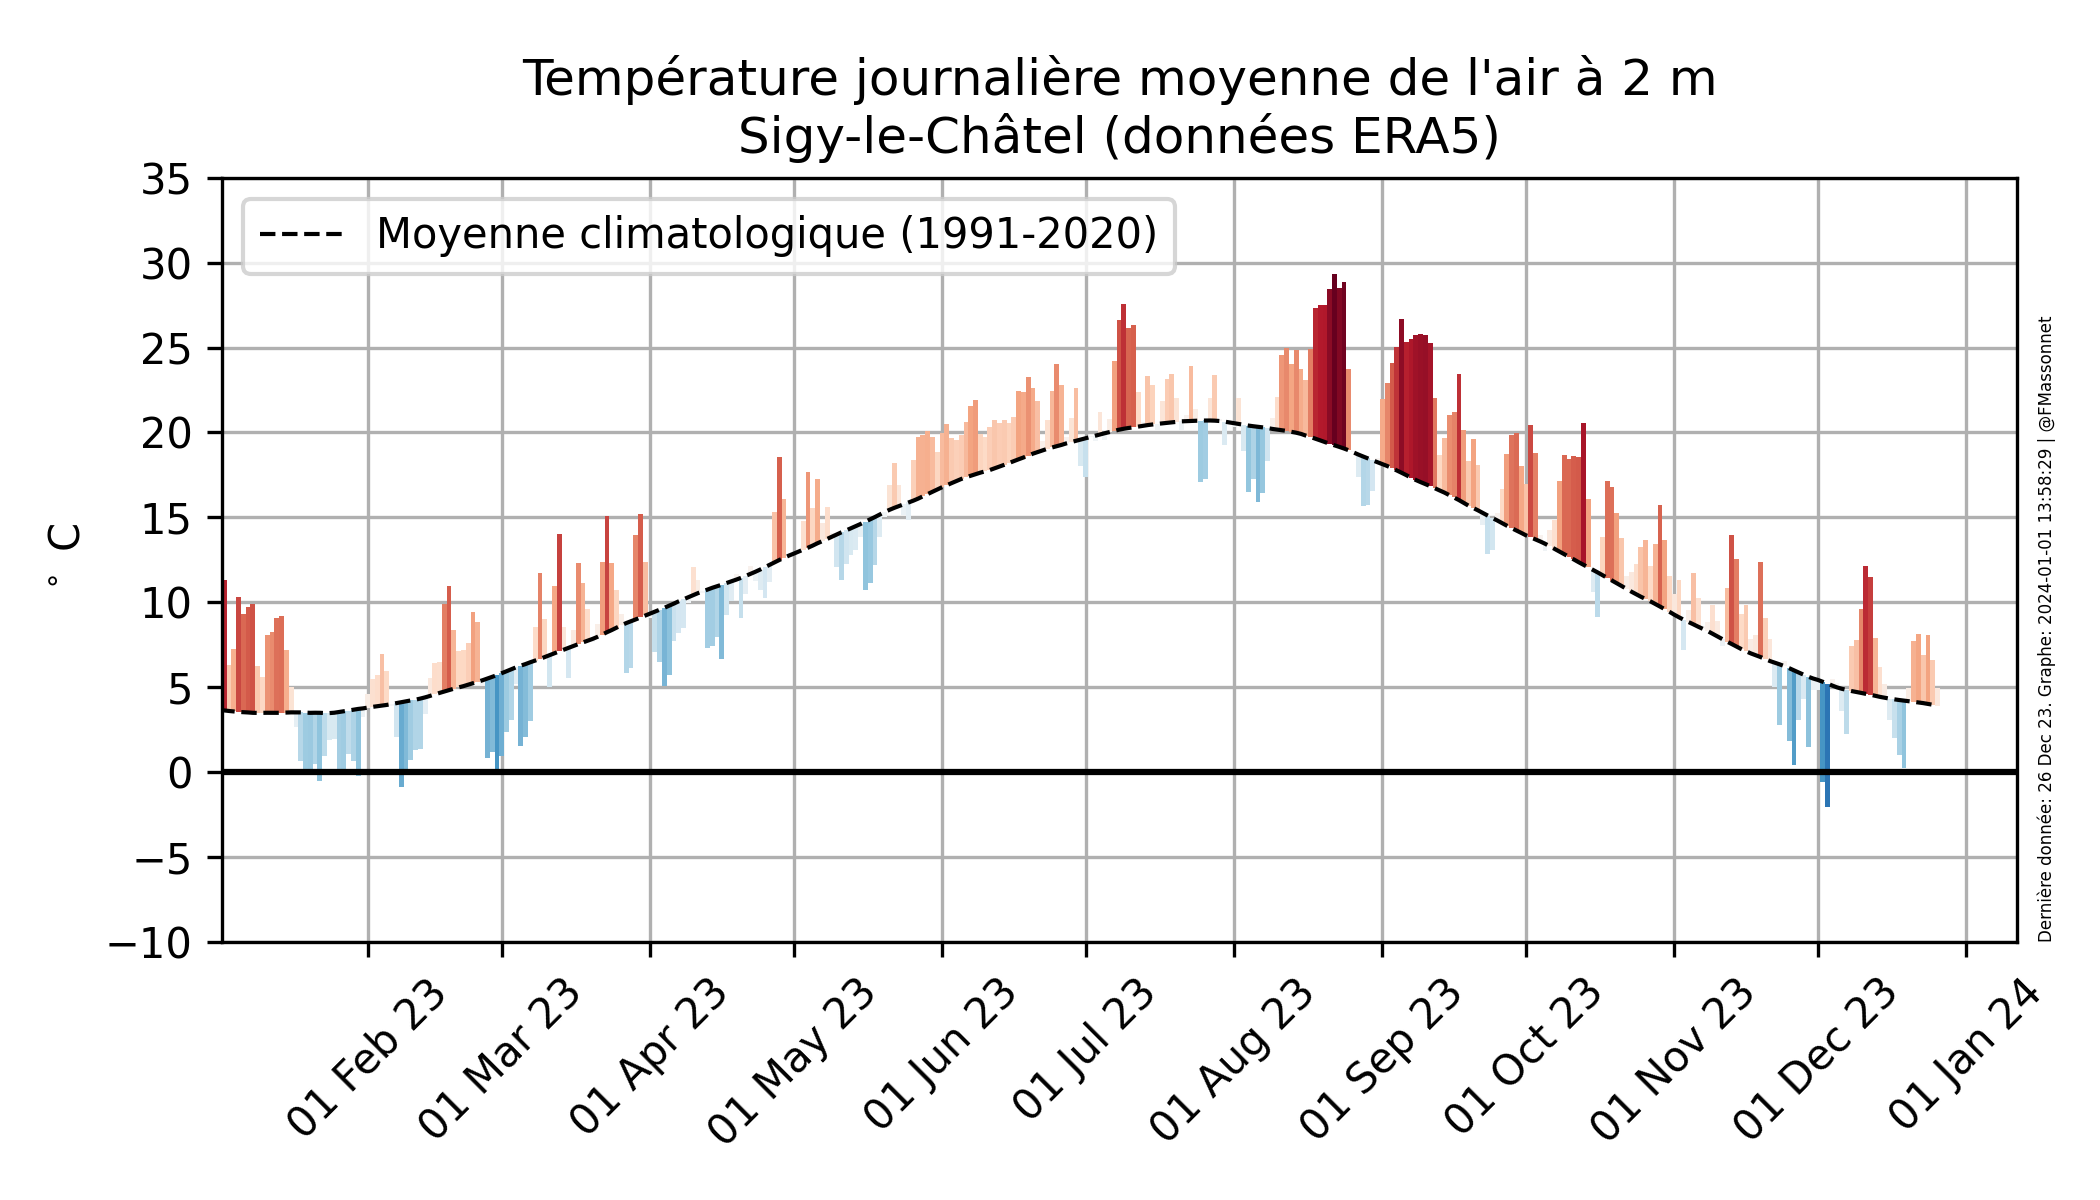 Température journalière moyenne de l'air à 2 m
Sigy-le-Châtel (données ERA5)
Moyenne climatologique (1991-2020)
° C
35
30
25
20
15
10
5
0
−5
−10
01 Feb 23
01 Mar 23
01 Apr 23
01 May 23
01 Jun 23
01 Jul 23
01 Aug 23
01 Sep 23
01 Oct 23
01 Nov 23
01 Dec 23
01 Jan 24
Dernière donnée: 26 Dec 23. Graphe: 2024-01-01 13:58:29 | @FMassonnet